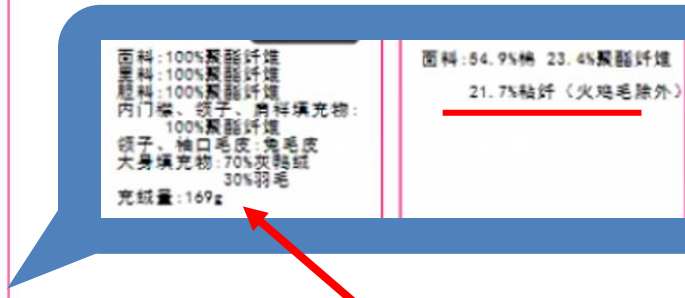 面料:100%聚酯纤维
里料:100%聚酯纤维
胆料:100%聚酯纤维
内门襟、领子、肩袢填充物:
100%聚酯纤维
领子、袖口毛皮:兔毛皮
大身填充物:70%灰鸭绒
30%羽毛
充绒量:169g
面料:54.9%棉 23.4%聚酯纤维
21.7%粘纤（火鸡毛除外）